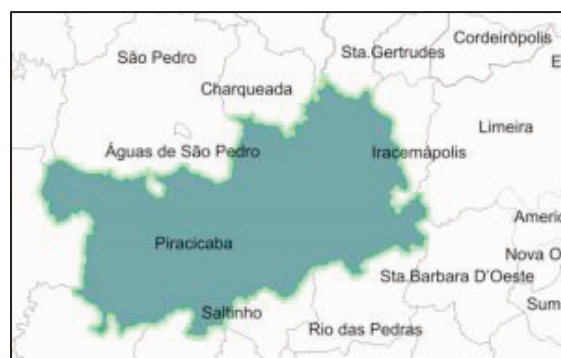 Cordeirópolis
São Pedro
Sta.Gertrudes
E
Charqueada
Limeira
Águas de São Pedro
Iracemápolis
Americ
Piracicaba
Nova O
Sta.Barbara D'Oeste
Sum
Saltinho
Rio das Pedras